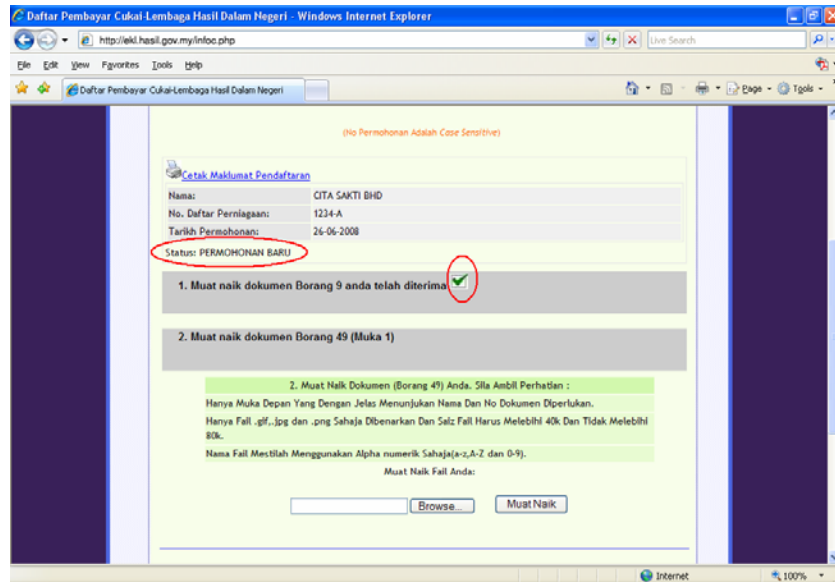 Daftar Pembayar Cukai-Lembaga Hasil Dalam Negeri - Windows Internet Explorer
http://ekl.hasil.gov.my/infoc.php
Live Search
File Edit View Favorites Tools Help
Daftar Pembayar Cukai-Lembaga Hasil Dalam Negeri
Page Tools
(No Permohonan Adalah Case Sensitive)
Cetak Maklumat Pendaftaran
Nama: CITA SAKTI BHD
No. Daftar Perniagaan: 1234-A
Tarikh Permohonan: 26-06-2008
Status: PERMOHONAN BARU
1. Muat naik dokumen Borang 9 anda telah diterima
2. Muat naik dokumen Borang 49 (Muka 1)
2. Muat Naik Dokumen (Borang 49) Anda. Sila Ambil Perhatian :
Hanya Muka Depan Yang Dengan Jelas Menunjukan Nama Dan No Dokumen Diperlukan.
Hanya Fail .gif,.jpg dan .png Sahaja Dibenarkan Dan Saiz Fail Harus Melebihi 40k Dan Tidak Melebihi
80k.
Nama Fail Mestilah Menggunakan Alpha numerik Sahaja(a-z,A-Z dan 0-9).
Muat Naik Fail Anda:
Browse... Muat Naik
Internet 100%